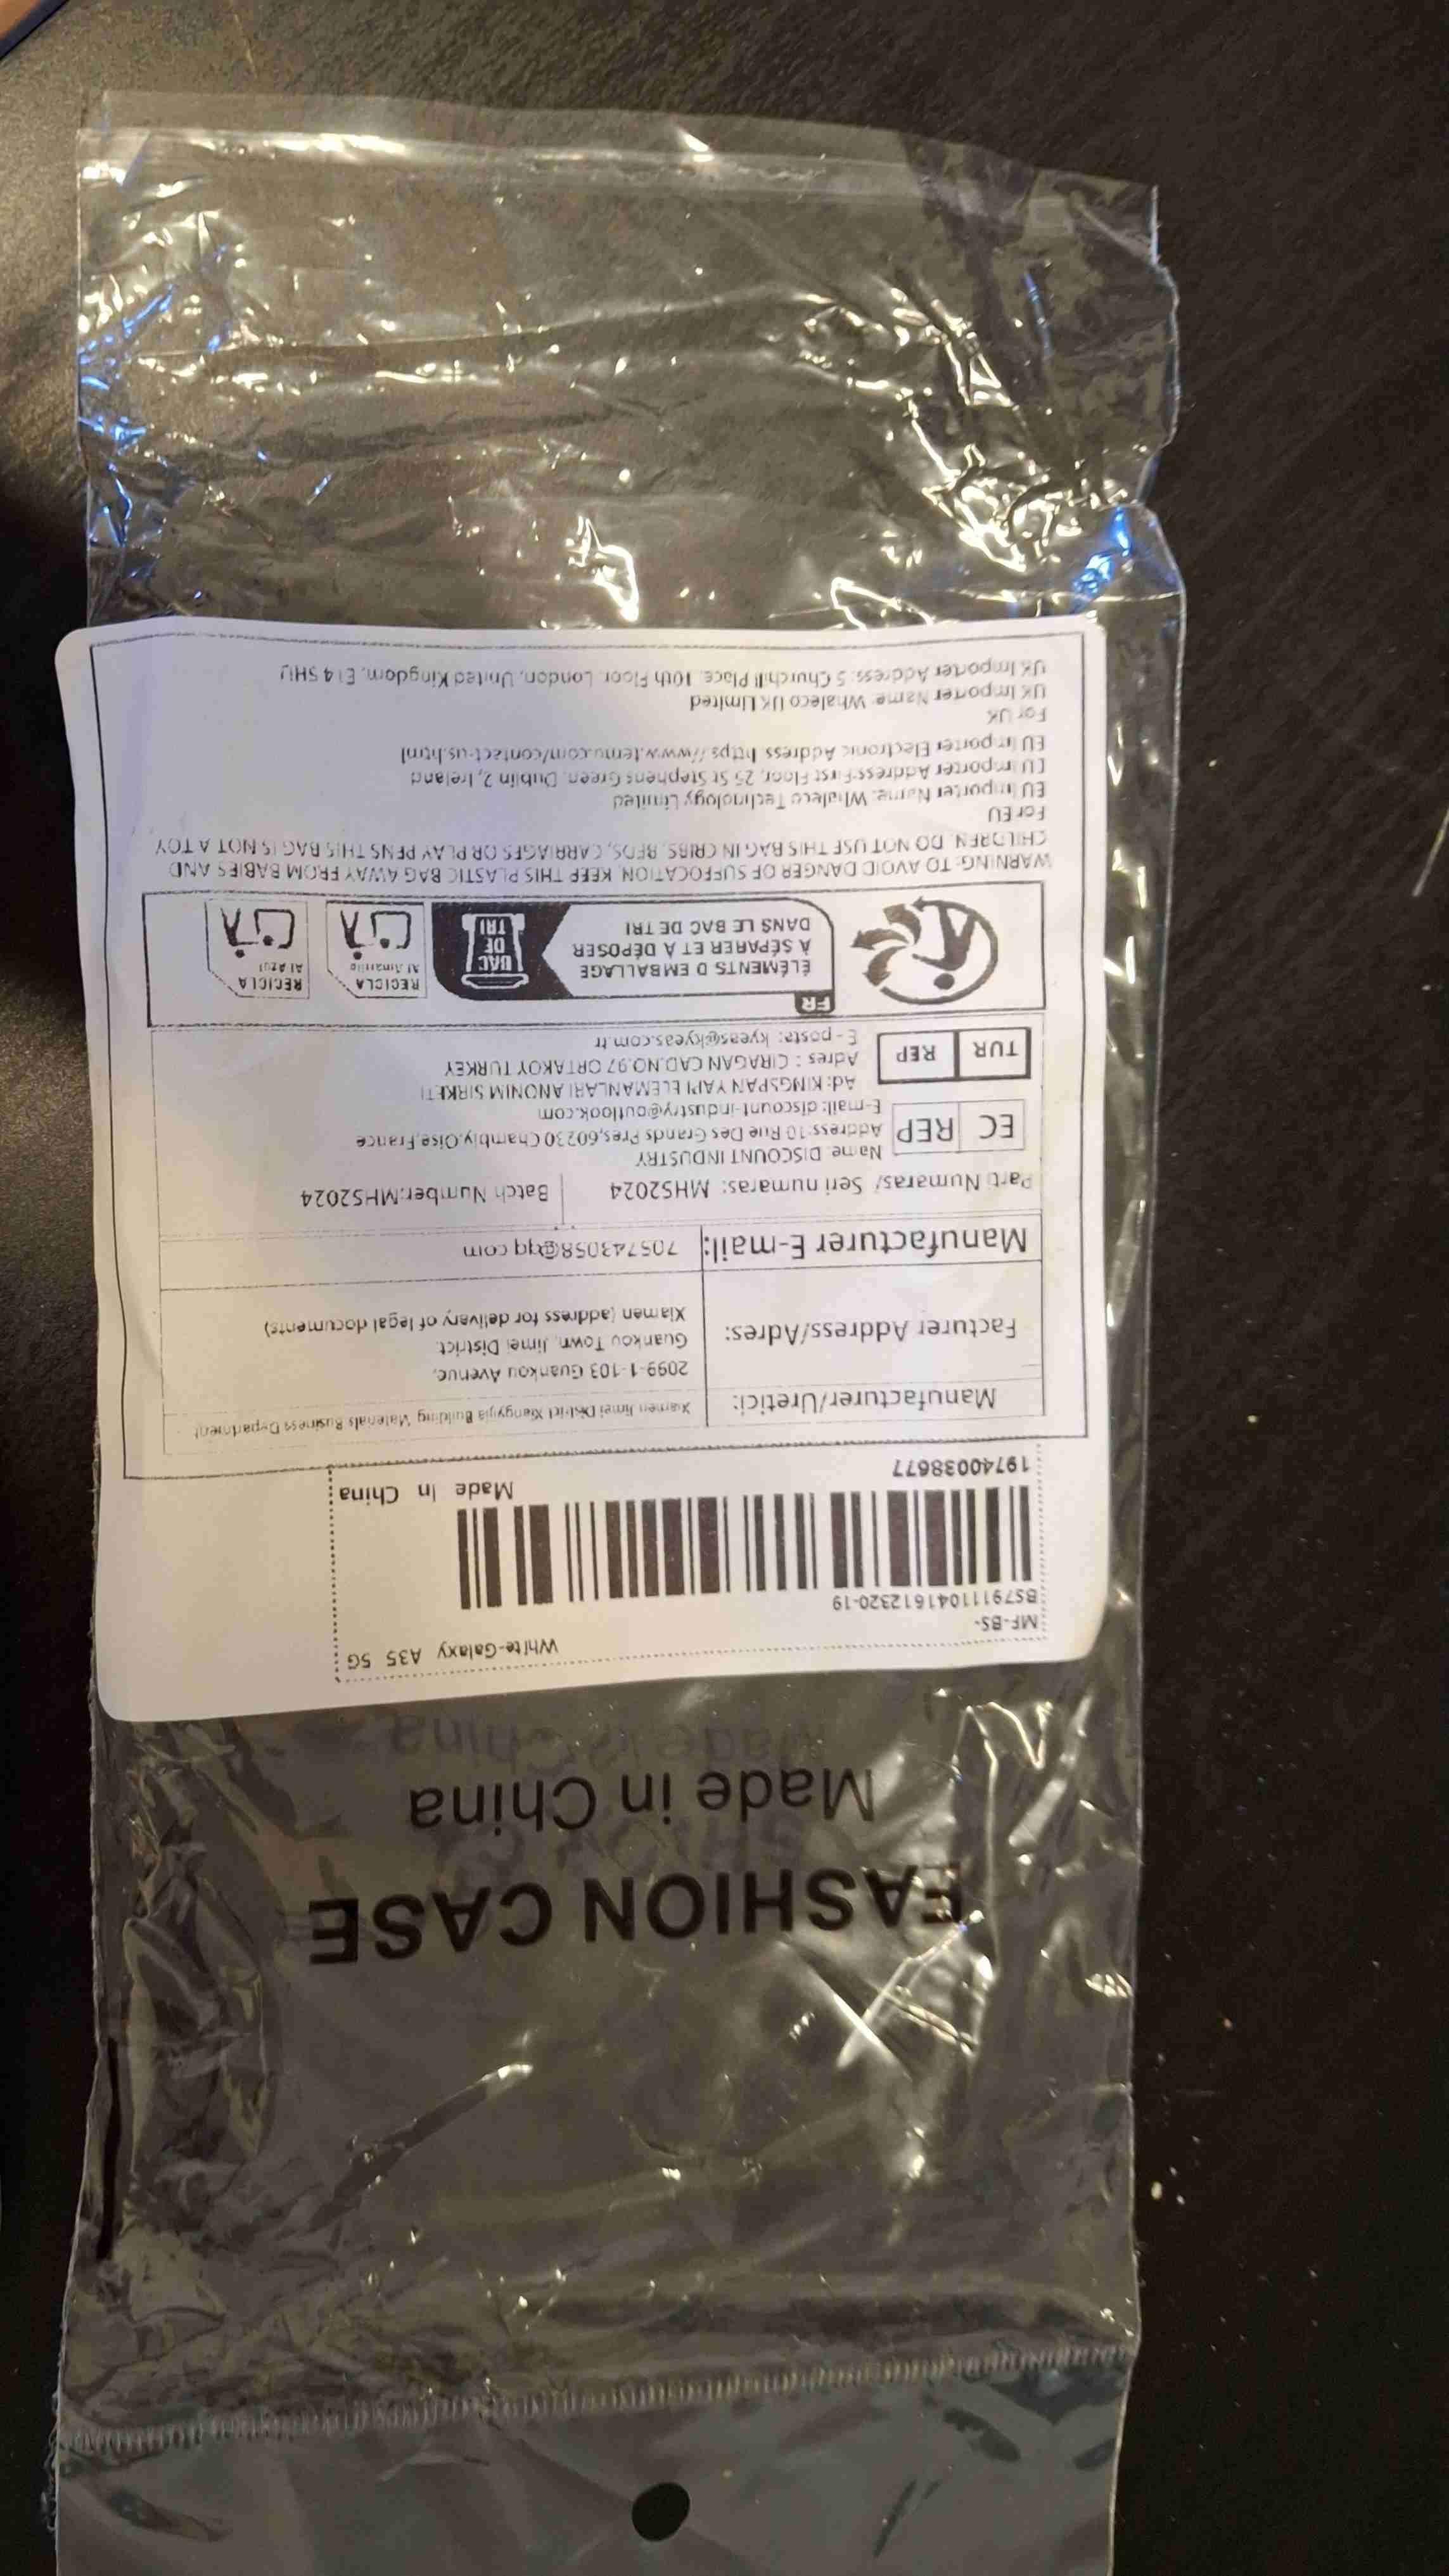 FASHION CASE
Made in China
MF-BS-
White-Galaxy A35 5G
BS79111041612320-19
19740038677
Made In China
Manufacturer/Uretici:
Xiamen Jimei District Xiangyijia Building Materials Business Department
Facturer Address/Adres:
2099-1-103 Guankou Avenue,
Guankou Town, Jimei District,
Xiamen (address for delivery of legal documents)
Manufacturer E-mail:
705743058@qq.com
Parti Numaras/ Seri numaras: MHS2024
Batch Number:MHS2024
EC REP
Name: DISCOUNT INDUSTRY
Address:10 Rue Des Grands Pres,60230 Chambly,Oise,France
E-mail: discount-industry@outlook.com
TUR REP
Ad: KINGSPAN YAPI ELEMANLARI ANONIM SIRKETI
Adres : CIRAGAN CAD.NO.97 ORTAKOY TURKEY
E - posta: kyeas@kyeas.com.tr
FR
ÉLÉMENTS D EMBALLAGE
À SÉPARER ET À DÉPOSER
DANS LE BAC DE TRI
BAC
DE
TRI
RECICLA
Al Amarillo
RECICLA
Al Azul
WARNING: TO AVOID DANGER OF SUFFOCATION, KEEP THIS PLASTIC BAG AWAY FROM BABIES AND
CHILDREN. DO NOT USE THIS BAG IN CRIBS, BEDS, CARRIAGES OR PLAY PENS THIS BAG IS NOT A TOY
For EU
EU Importer Name: Whaleco Technology Limited
EU Importer Address:First Floor, 25 St Stephens Green, Dublin 2, Ireland
EU Importer Electronic Address: https://www.temu.com/contact-us.html
For UK
UK Importer Name: Whaleco UK Limited
UK Importer Address: 5 Churchill Place, 10th Floor, London, United Kingdom, E14 5HU